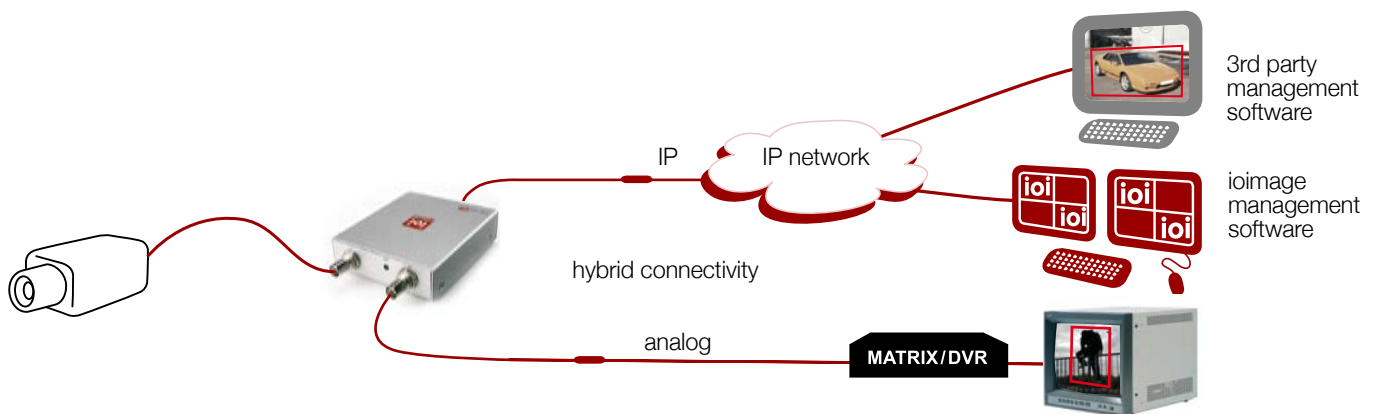 3rd party
management
software
IP
IP network
ioi
ioi
ioi
ioi
ioimage
management
software
ioi
hybrid connectivity
analog
MATRIX/DVR